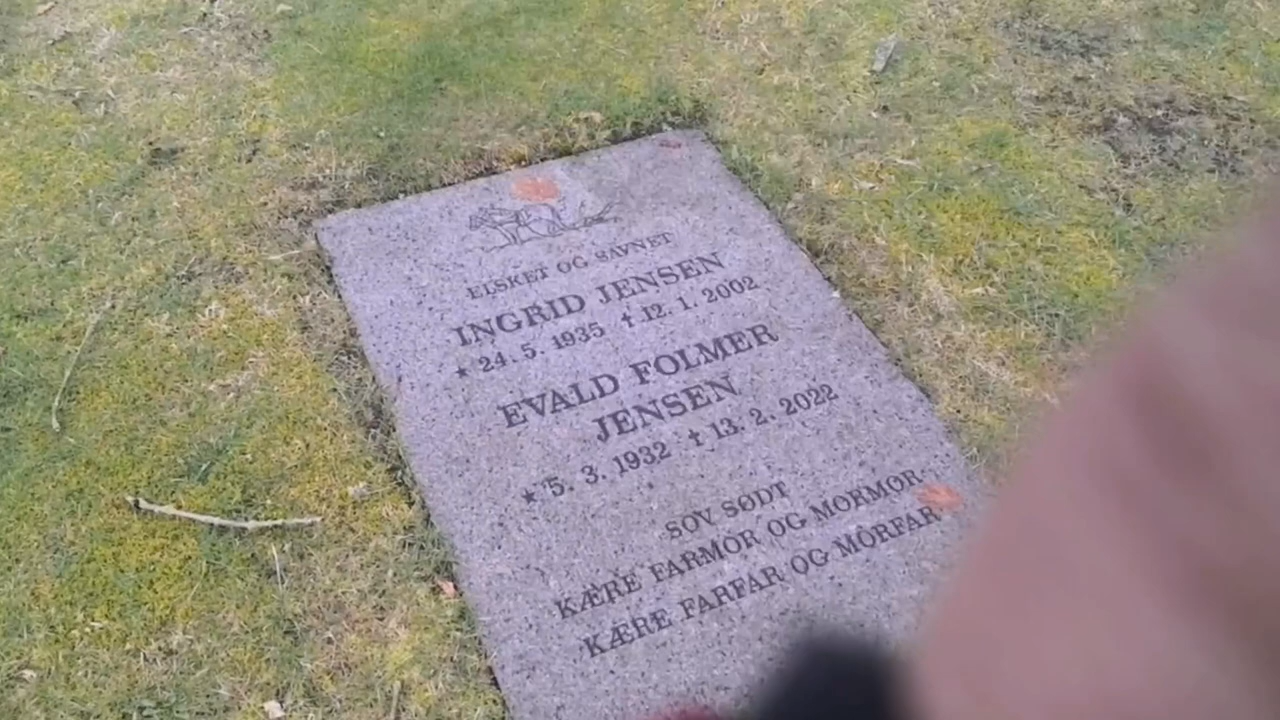 ELSKET OG SAVNET
INGRID JENSEN
★ 24. 5. 1935 † 12. 1. 2002
EVALD FOLMER
JENSEN
★ 5. 3. 1932 † 13. 2. 2022
SOV SØDT
KÆRE FARMOR OG MORMOR
KÆRE FARFAR OG MORFAR